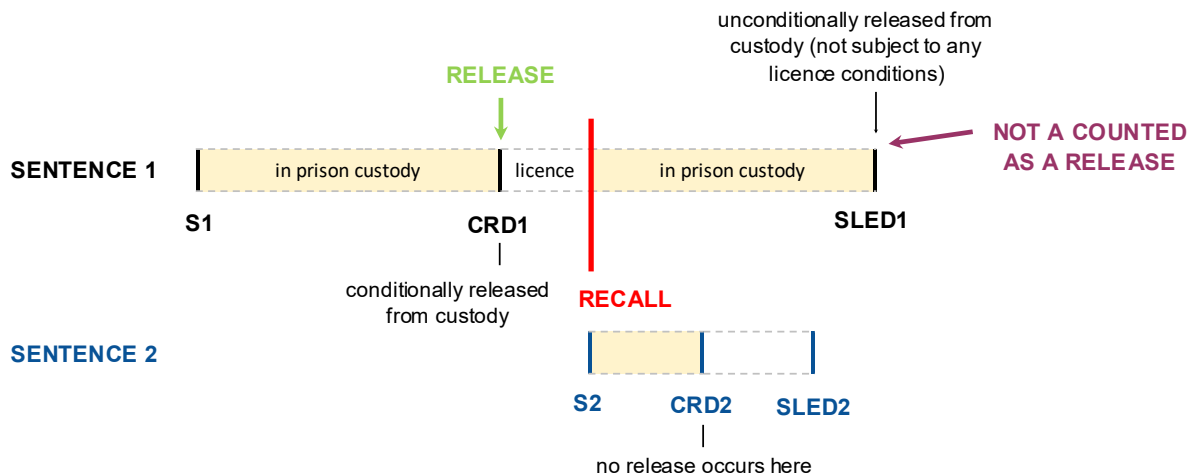 unconditionally released from
custody (not subject to any
licence conditions)
RELEASE
NOT A COUNTED
AS A RELEASE
SENTENCE 1
in prison custody
licence
in prison custody
S1
CRD1
SLED1
conditionally released
from custody
RECALL
SENTENCE 2
S2
CRD2
SLED2
no release occurs here